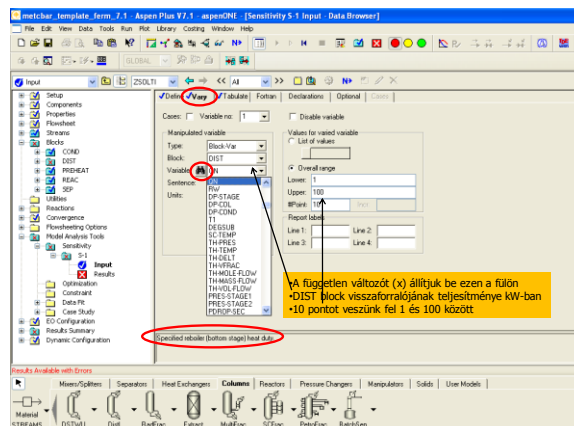 metcbar_template_ferm_7.1 - Aspen Plus V7.1 - aspenONE - [Sensitivity S-1 Input - Data Browser]
File Edit View Data Tools Run Plot Library Costing Window Help
GLOBAL
Input
ZSOLTI
All
Setup
Components
Properties
Flowsheet
Streams
Blocks
COND
DIST
PREHEAT
REAC
SEP
Utilities
Reactions
Convergence
Flowsheeting Options
Model Analysis Tools
Sensitivity
S-1
Input
Results
Optimization
Constraint
Data Fit
Case Study
EO Configuration
Results Summary
Dynamic Configuration
Define Vary Tabulate Fortran Declarations Optional Cases
Cases: Variable no: 1 Disable variable
Manipulated variable
Type: Block-Var
Block: DIST
Variable: QN
Sentence:
Units:
QN
RW
DP-STAGE
DP-COL
DP-COND
T1
DEGSUB
SC-TEMP
TH-PRES
TH-TEMP
TH-DELT
TH-VFRAC
TH-MOLE-FLOW
TH-MASS-FLOW
TH-VOL-FLOW
PRES-STAGE1
PRES-STAGE2
PDROP-SEC
Values for varied variable
List of values
Overall range
Lower: 1
Upper: 100
#Point: 10 Incr:
Report labels
Line 1: Line 2:
Line 3: Line 4:
•A független változót (x) állítjuk be ezen a fülön
•DIST block visszaforralójának teljesítménye kW-ban
•10 pontot veszünk fel 1 és 100 között
Specified reboiler (bottom stage) heat duty.
Results Available with Errors
Mixers/Splitters Separators Heat Exchangers Columns Reactors Pressure Changers Manipulators Solids User Models
Material
STREAMS DSTWU Distl RadFrac Extract MultiFrac SCFrac PetroFrac BatchSep